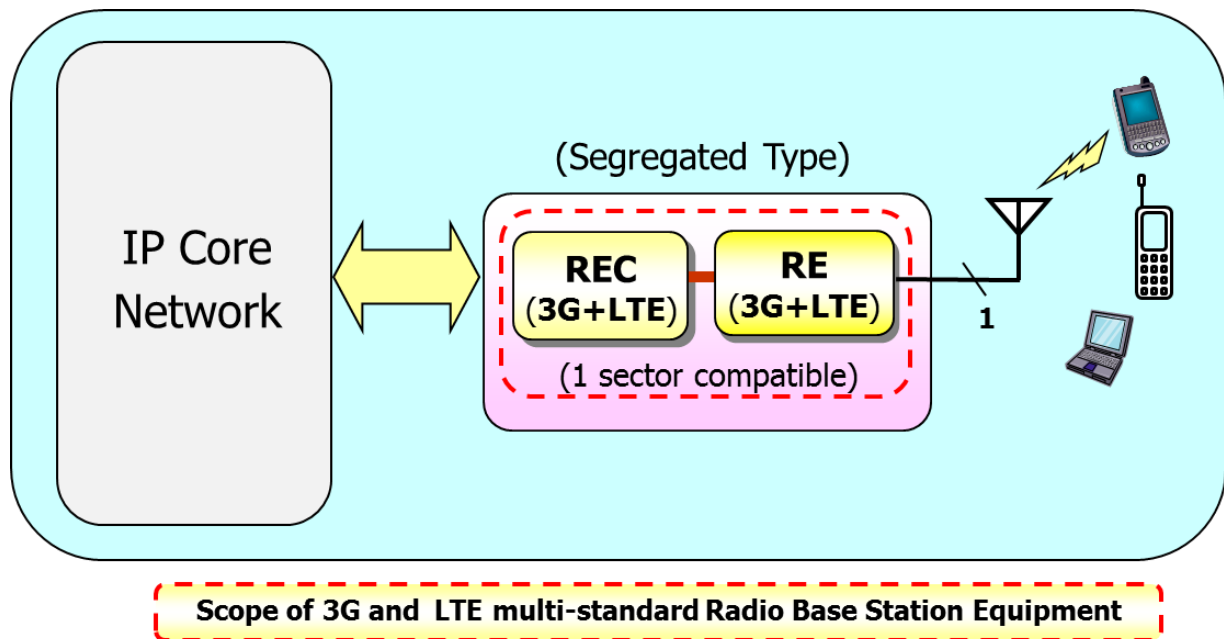 (Segregated Type)
IP Core
Network
REC
(3G+LTE)
RE
(3G+LTE)
1
(1 sector compatible)
Scope of 3G and LTE multi-standard Radio Base Station Equipment